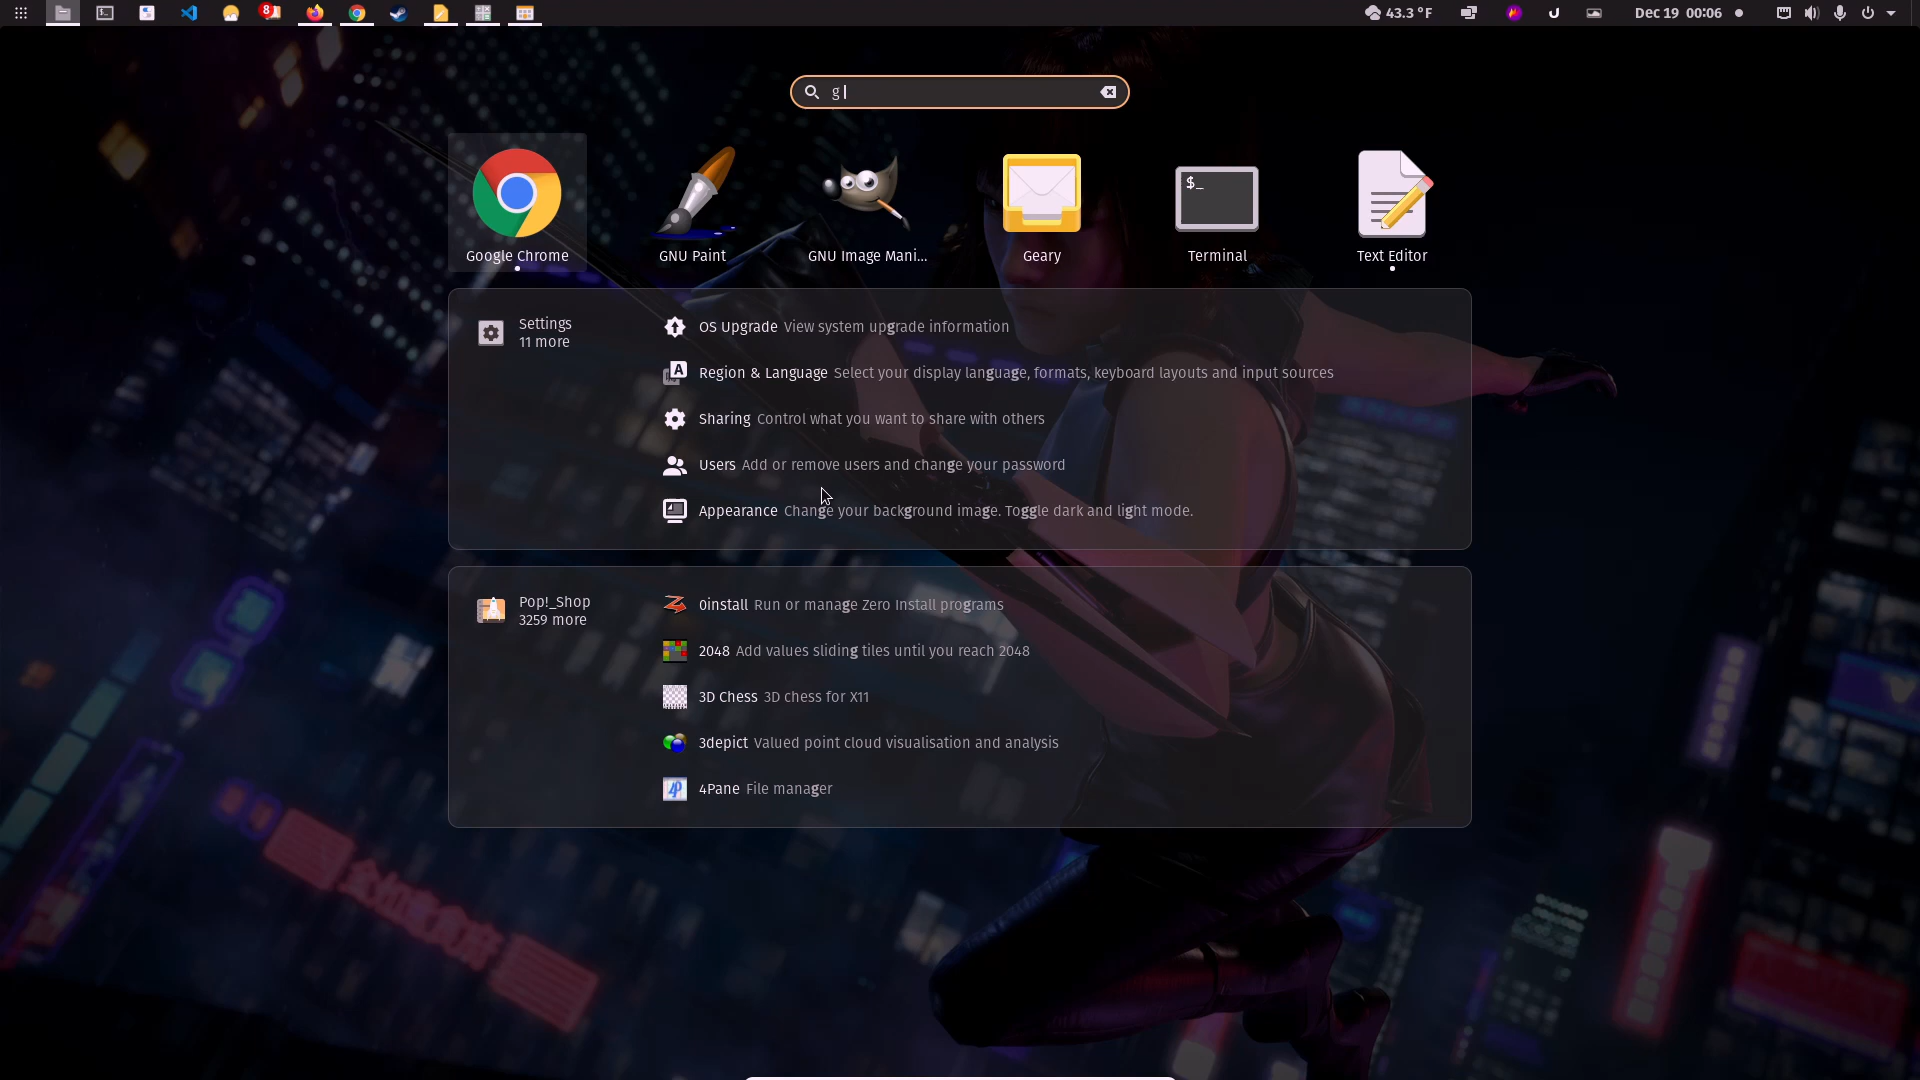 8
43.3 °F
Dec 19 00:06
g
$_
Google Chrome
GNU Paint
GNU Image Mani...
Geary
Terminal
Text Editor
Settings
11 more
OS Upgrade View system upgrade information
Region & Language Select your display language, formats, keyboard layouts and input sources
Sharing Control what you want to share with others
Users Add or remove users and change your password
Appearance Change your background image. Toggle dark and light mode.
Pop!_Shop
3259 more
0install Run or manage Zero Install programs
2048 Add values sliding tiles until you reach 2048
3D Chess 3D chess for X11
3depict Valued point cloud visualisation and analysis
4Pane File manager